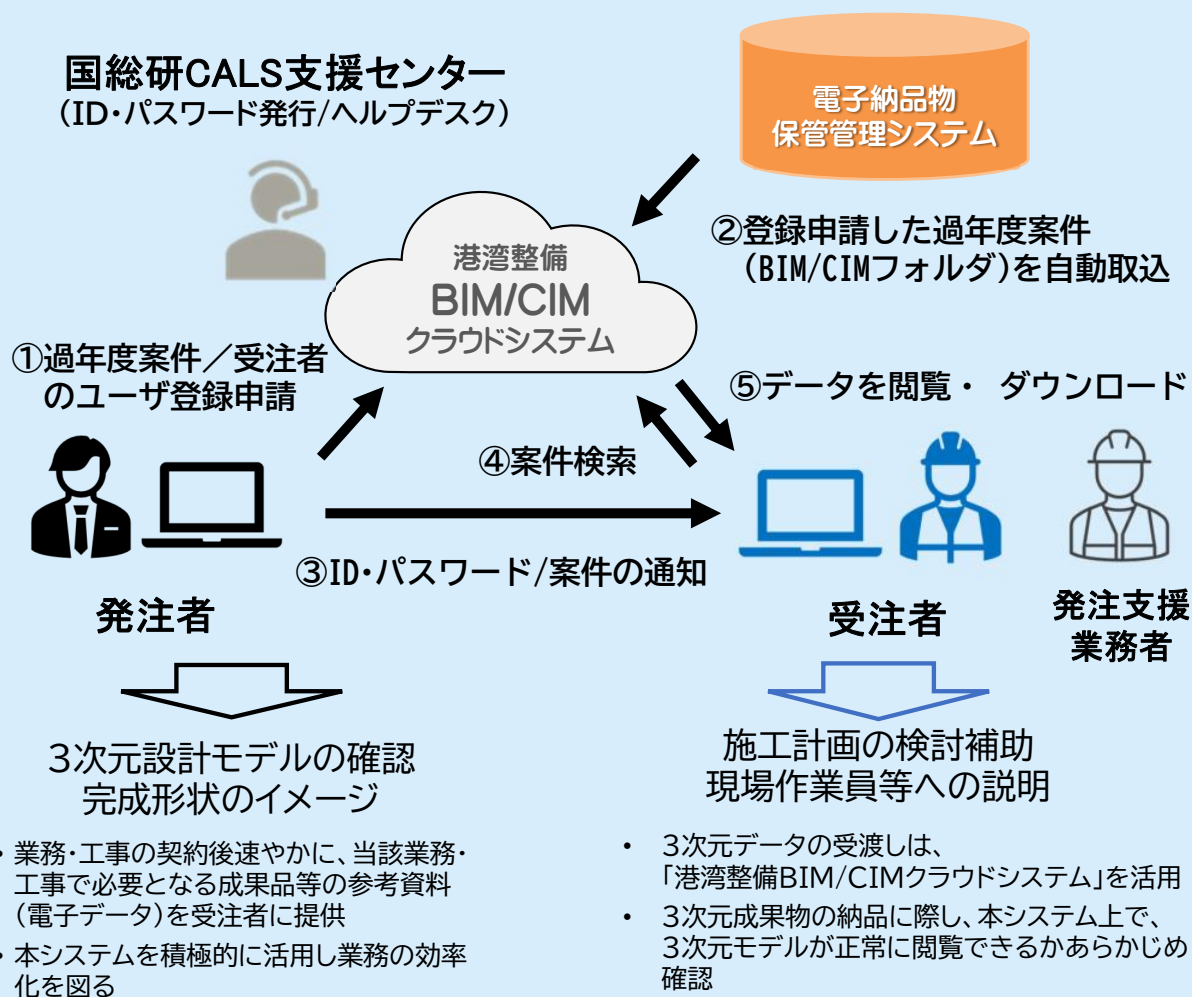 国総研CALS支援センター
(ID・パスワード発行/ヘルプデスク)
電子納品物
保管管理システム
港湾整備
BIM/CIM
クラウドシステム
②登録申請した過年度案件
(BIM/CIMフォルダ)を自動取込
①過年度案件／受注者
のユーザ登録申請
⑤データを閲覧・ ダウンロード
④案件検索
③ID・パスワード/案件の通知
発注者
受注者
発注支援
業務者
3次元設計モデルの確認
完成形状のイメージ
・ 業務・工事の契約後速やかに、当該業務・
工事で必要となる成果品等の参考資料
(電子データ)を受注者に提供
・ 本システムを積極的に活用し業務の効率
化を図る
施工計画の検討補助
現場作業員等への説明
・ 3次元データの受渡しは、
「港湾整備BIM/CIMクラウドシステム」を活用
・ 3次元成果物の納品に際し、本システム上で、
3次元モデルが正常に閲覧できるかあらかじめ
確認